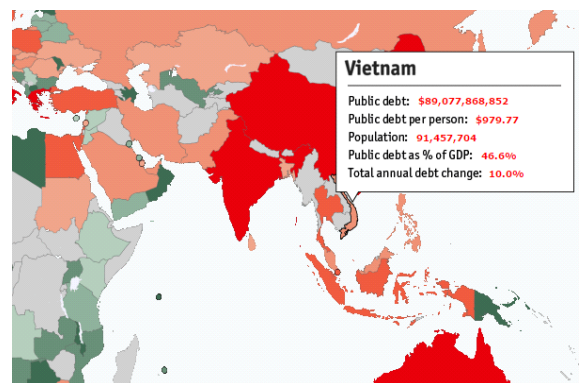 Vietnam
Public debt: $89,077,868,852
Public debt per person: $979.77
Population: 91,457,704
Public debt as % of GDP: 46.6%
Total annual debt change: 10.0%